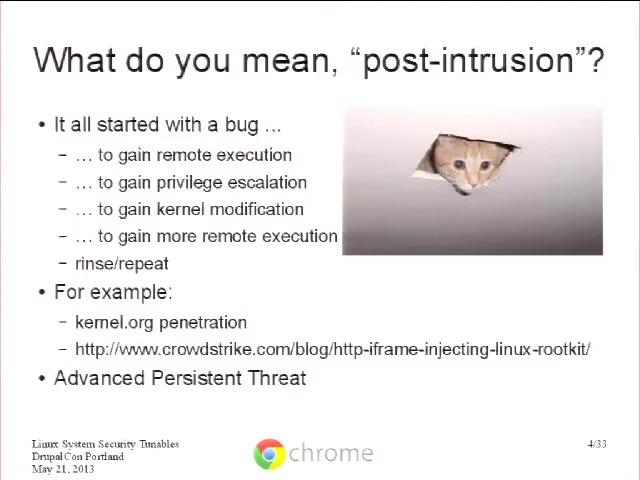 What do you mean, “post-intrusion”?
• It all started with a bug ...
– … to gain remote execution
– … to gain privilege escalation
– … to gain kernel modification
– … to gain more remote execution
– rinse/repeat
• For example:
– kernel.org penetration
– http://www.crowdstrike.com/blog/http-iframe-injecting-linux-rootkit/
• Advanced Persistent Threat
Linux System Security Tunables
DrupalCon Portland
May 21, 2013
chrome
4/33